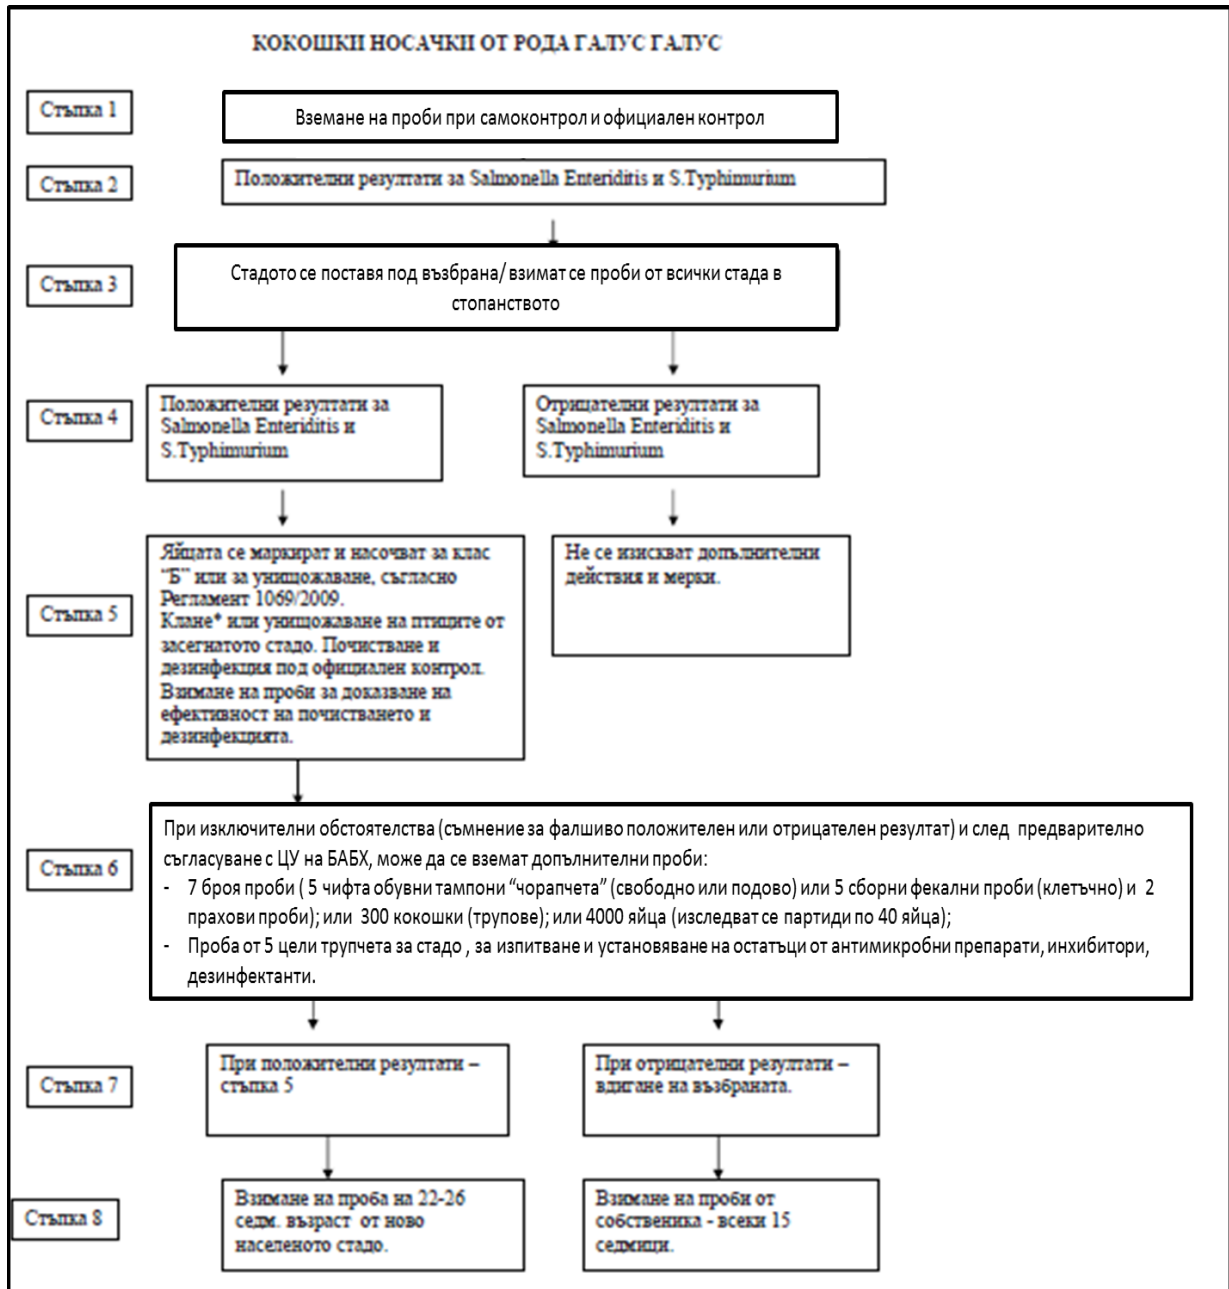 КОКОШКИ НОСАЧКИ ОТ РОДА ГАЛУС ГАЛУС
Стъпка 1
Вземане на проби при самоконтрол и официален контрол
Стъпка 2
Положителни резултати за Salmonella Enteriditis и S.Typhimurium
Стъпка 3
Стадото се поставя под възбрана/ взимат се проби от всички стада в
стопанството
Стъпка 4
Положителни резултати за
Salmonella Enteriditis и
S.Typhimurium
Отрицателни резултати за
Salmonella Enteriditis и
S.Typhimurium
Стъпка 5
Яйцата се маркират и насочват за клас
"Б" или за унищожаване, съгласно
Регламент 1069/2009.
Клане* или унищожаване на птиците от
засегнатото стадо. Почистване и
дезинфекция под официален контрол.
Взимане на проби за доказване на
ефективност на почистването и
дезинфекцията.
Не се изискват допълнителни
действия и мерки.
Стъпка 6
При изключителни обстоятелства (съмнение за фалшиво положителен или отрицателен резултат) и след предварително
съгласуване с ЦУ на БАБХ, може да се вземат допълнителни проби:
- 7 броя проби ( 5 чифта обувни тампони “чорапчета” (свободно или подово) или 5 сборни фекални проби (клетъчно) и 2
прахови проби); или 300 кокошки (трупове); или 4000 яйца (изследват се партиди по 40 яйца);
- Проба от 5 цели трупчета за стадо , за изпитване и установяване на остатъци от антимикробни препарати, инхибитори,
дезинфектанти.
Стъпка 7
При положителни резултати –
стъпка 5
При отрицателни резултати –
вдигане на възбраната.
Стъпка 8
Взимане на проба на 22-26
седм. възраст от ново
населеното стадо.
Взимане на проби от
собственика - всеки 15
седмици.